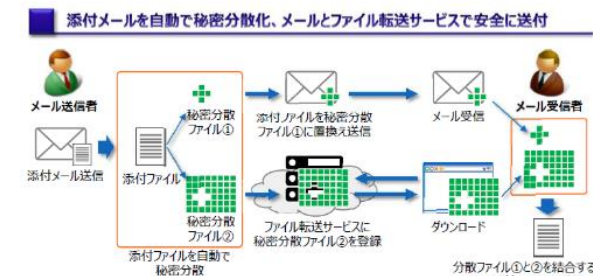 添付メールを自動で秘密分散化、メールとファイル転送サービスで安全に送付
メール送信者
添付メール送信
添付ファイル
秘密分散
ファイル①
秘密分散
ファイル②
添付ファイルを自動で
秘密分散
添付ファイルを秘密分散
ファイル①に置換え送信
メール受信
メール受信者
ファイル転送サービスに
秘密分散ファイル②を登録
ダウンロード
分散ファイル①と②を結合する